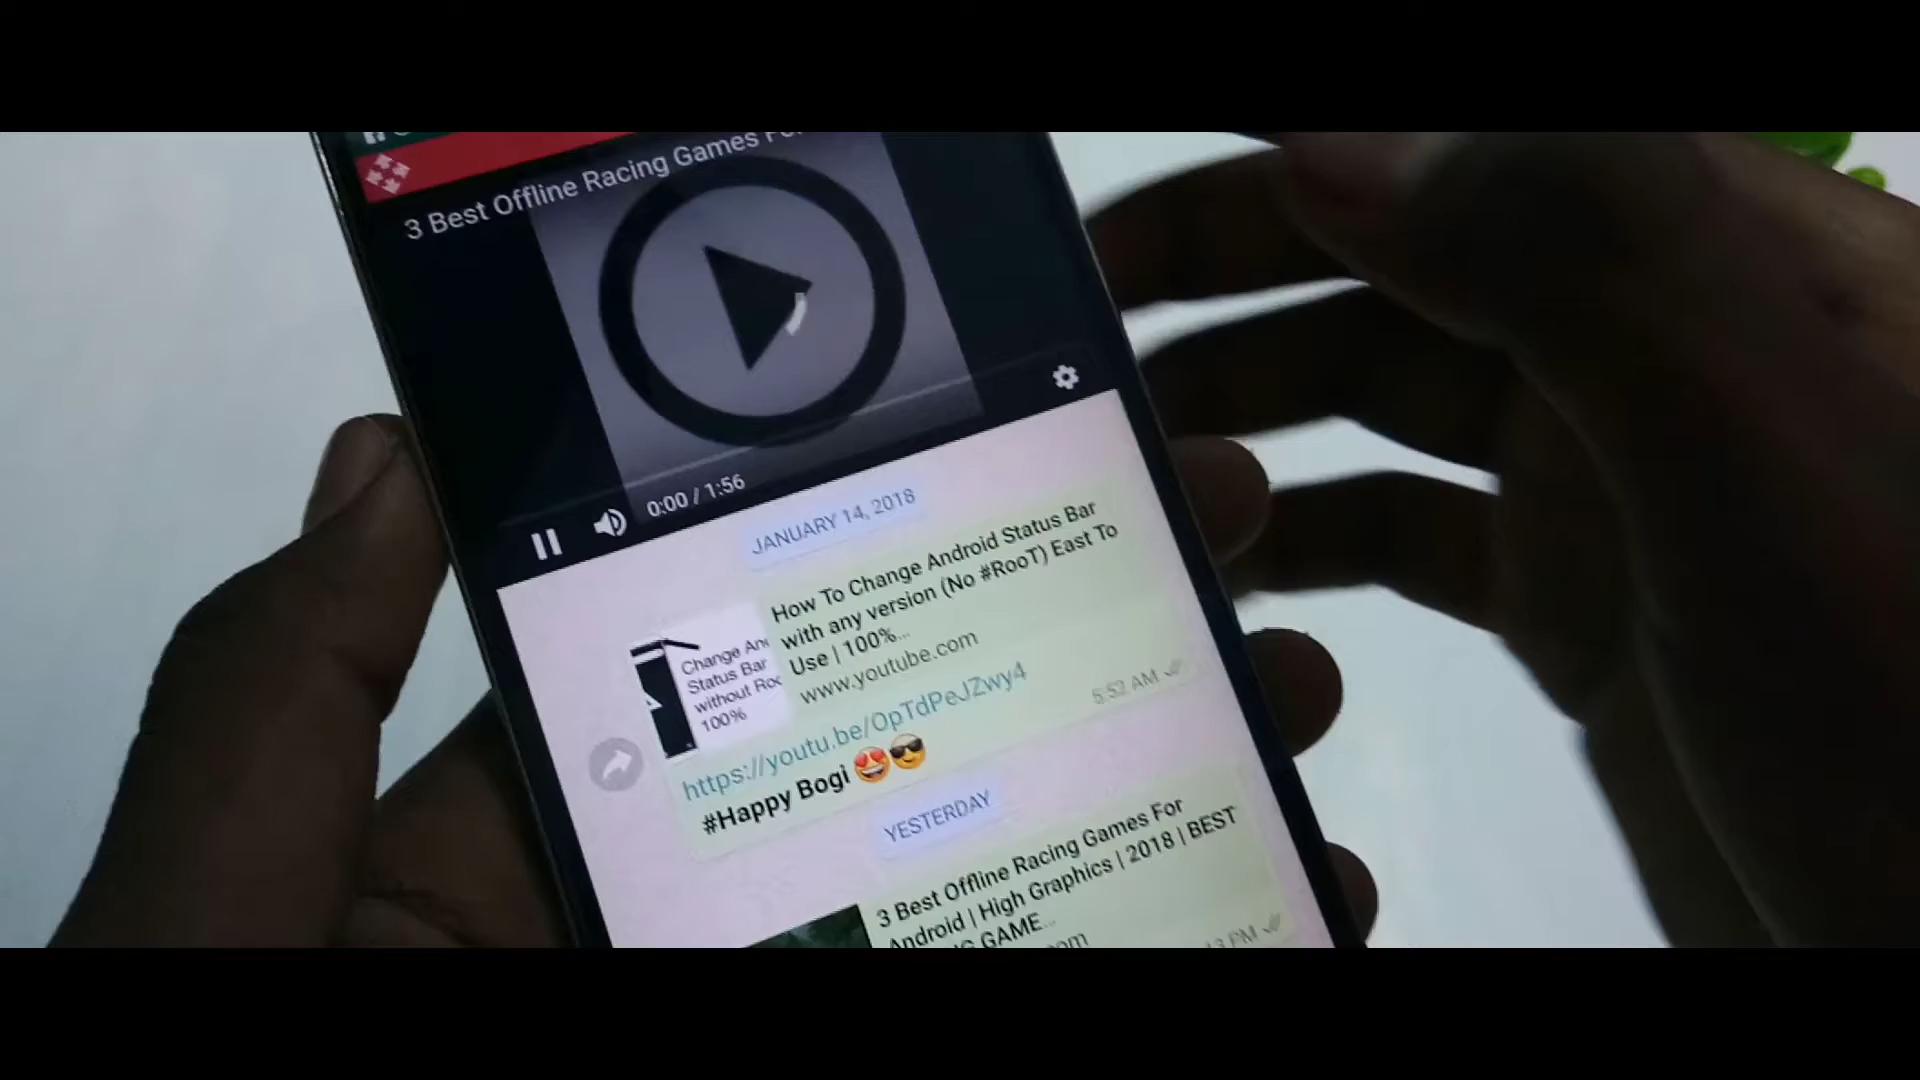 3 Best Offline Racing Games For
0:00 / 1:56
JANUARY 14, 2018
How To Change Android Status Bar
with any version (No #RooT) East To
Use | 100%...
www.youtube.com
Change
Status Bar
without
100%
https://youtu.be/OpTdPeJZwy4
5:52 AM
#Happy Bogi 😍😎
YESTERDAY
3 Best Offline Racing Games For
Android | High Graphics | 2018 | BEST
GAME...
PM